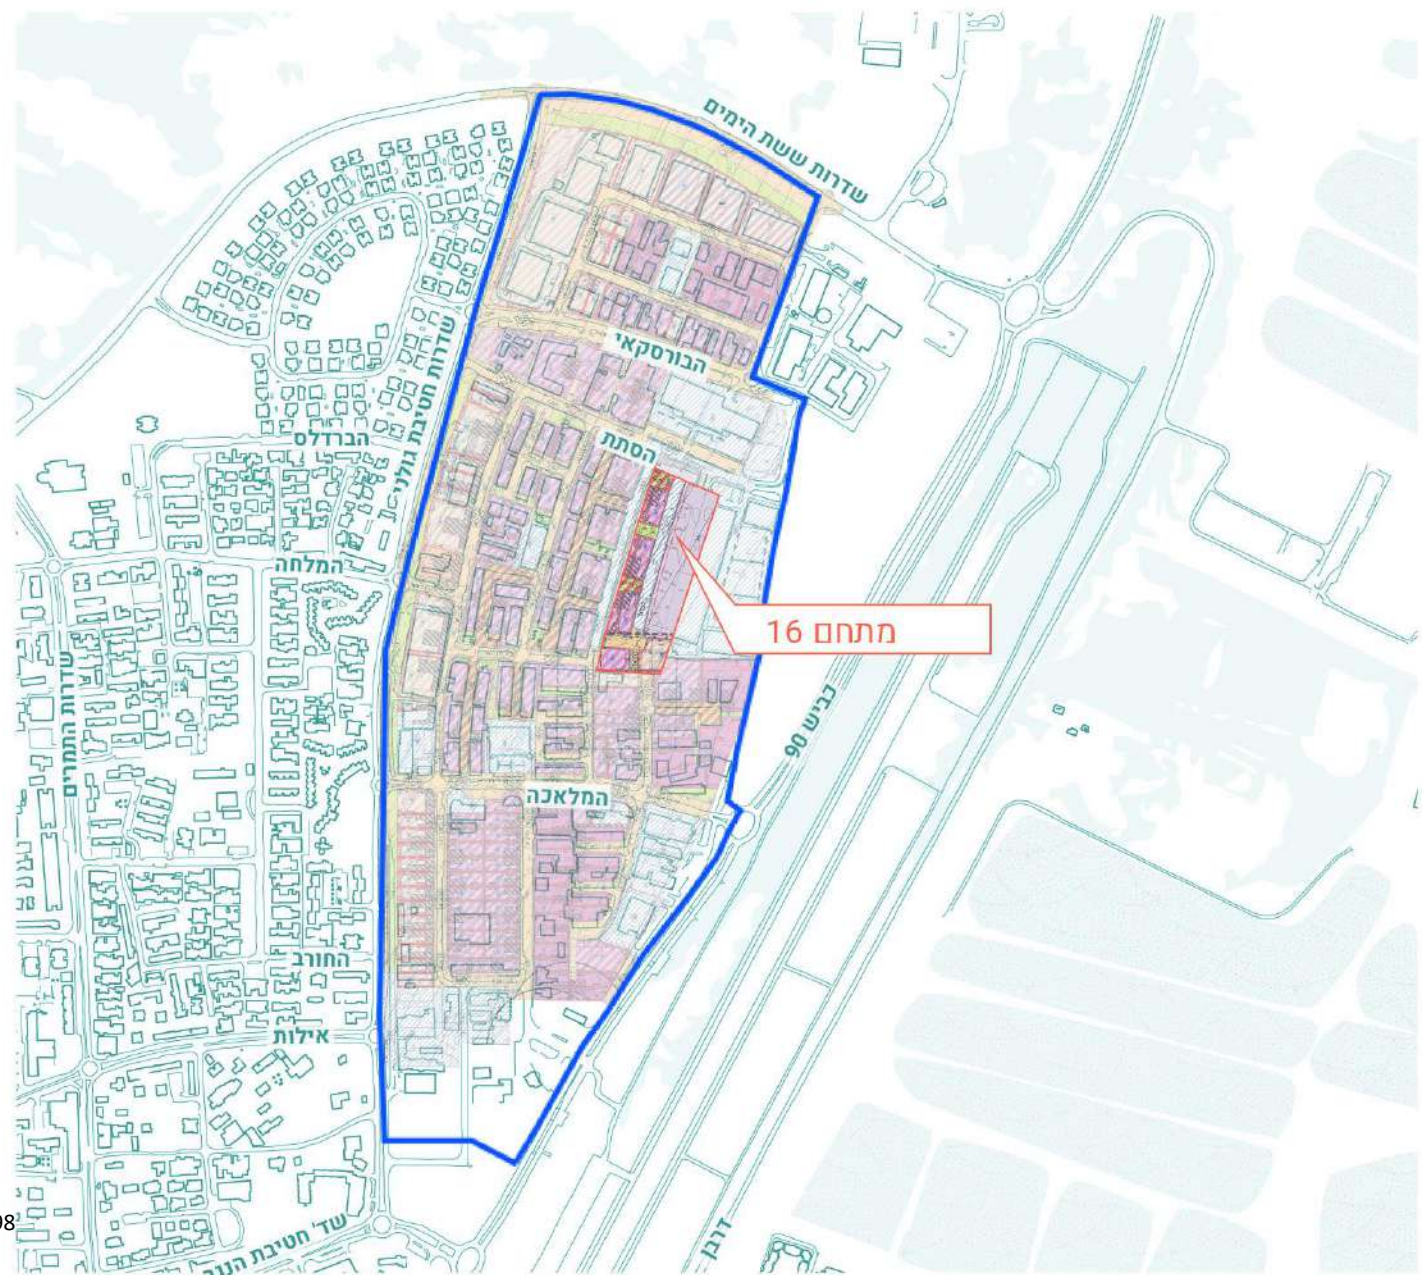 שדרות ששת הימים
הבורסקאי
שדרות חטיבת גולני
הברדלס
הסתת
המלחה
מתחם 16
שדרות התמרים
כביש 90
המלאכה
החורב
אילות
שד' חטיבת הנגב
דרבן
98